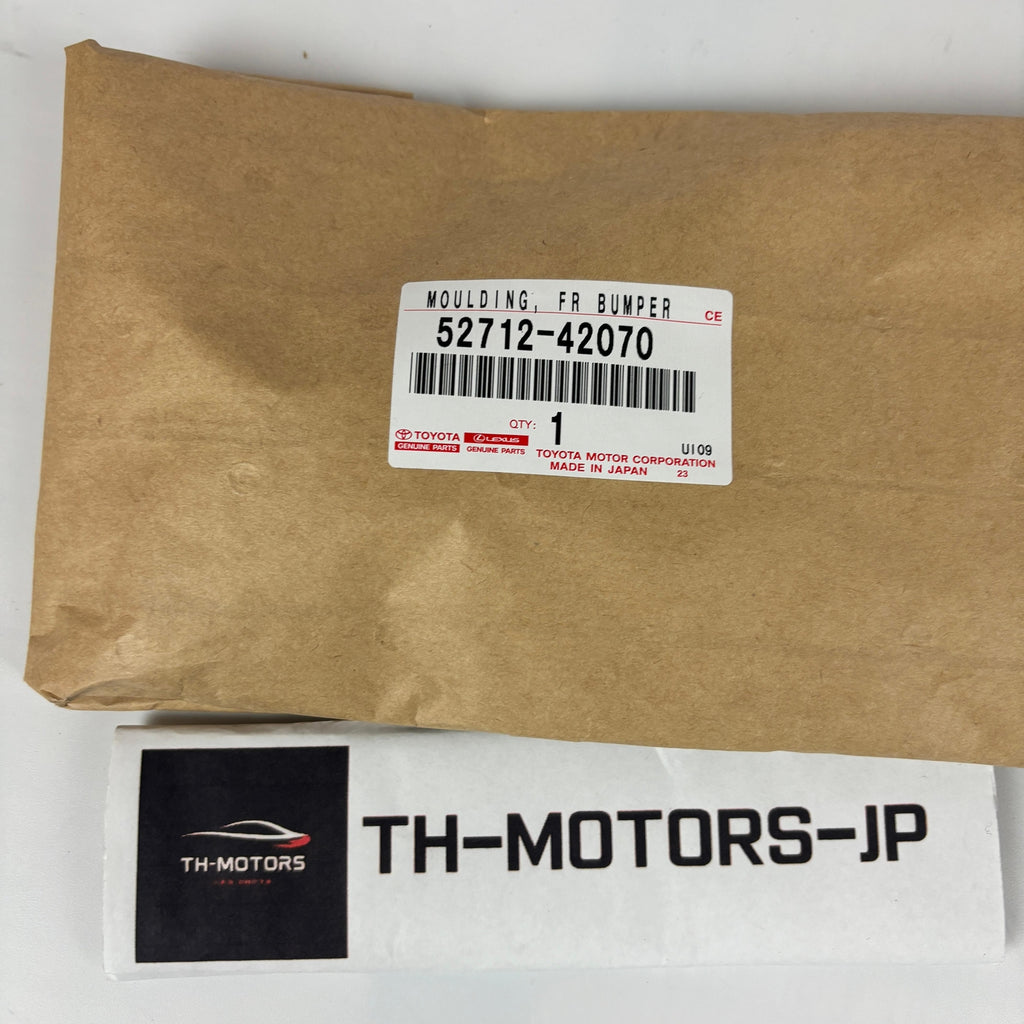 MOULDING, FR BUMPER
CE
52712-42070
QTY: 1
TOYOTA
GENUINE PARTS
LEXUS
GENUINE PARTS
UI09
TOYOTA MOTOR CORPORATION
MADE IN JAPAN
23
TH-MOTORS
TH-MOTORS-JP